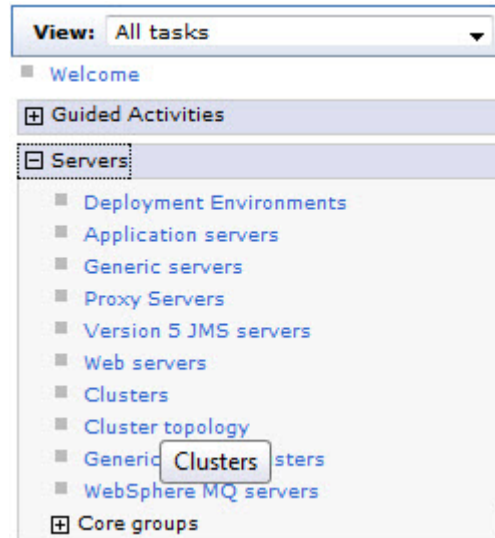 View: All tasks
Welcome
Guided Activities
Servers
Deployment Environments
Application servers
Generic servers
Proxy Servers
Version 5 JMS servers
Web servers
Clusters
Cluster topology
Generic Clusters sters
WebSphere MQ servers
Core groups